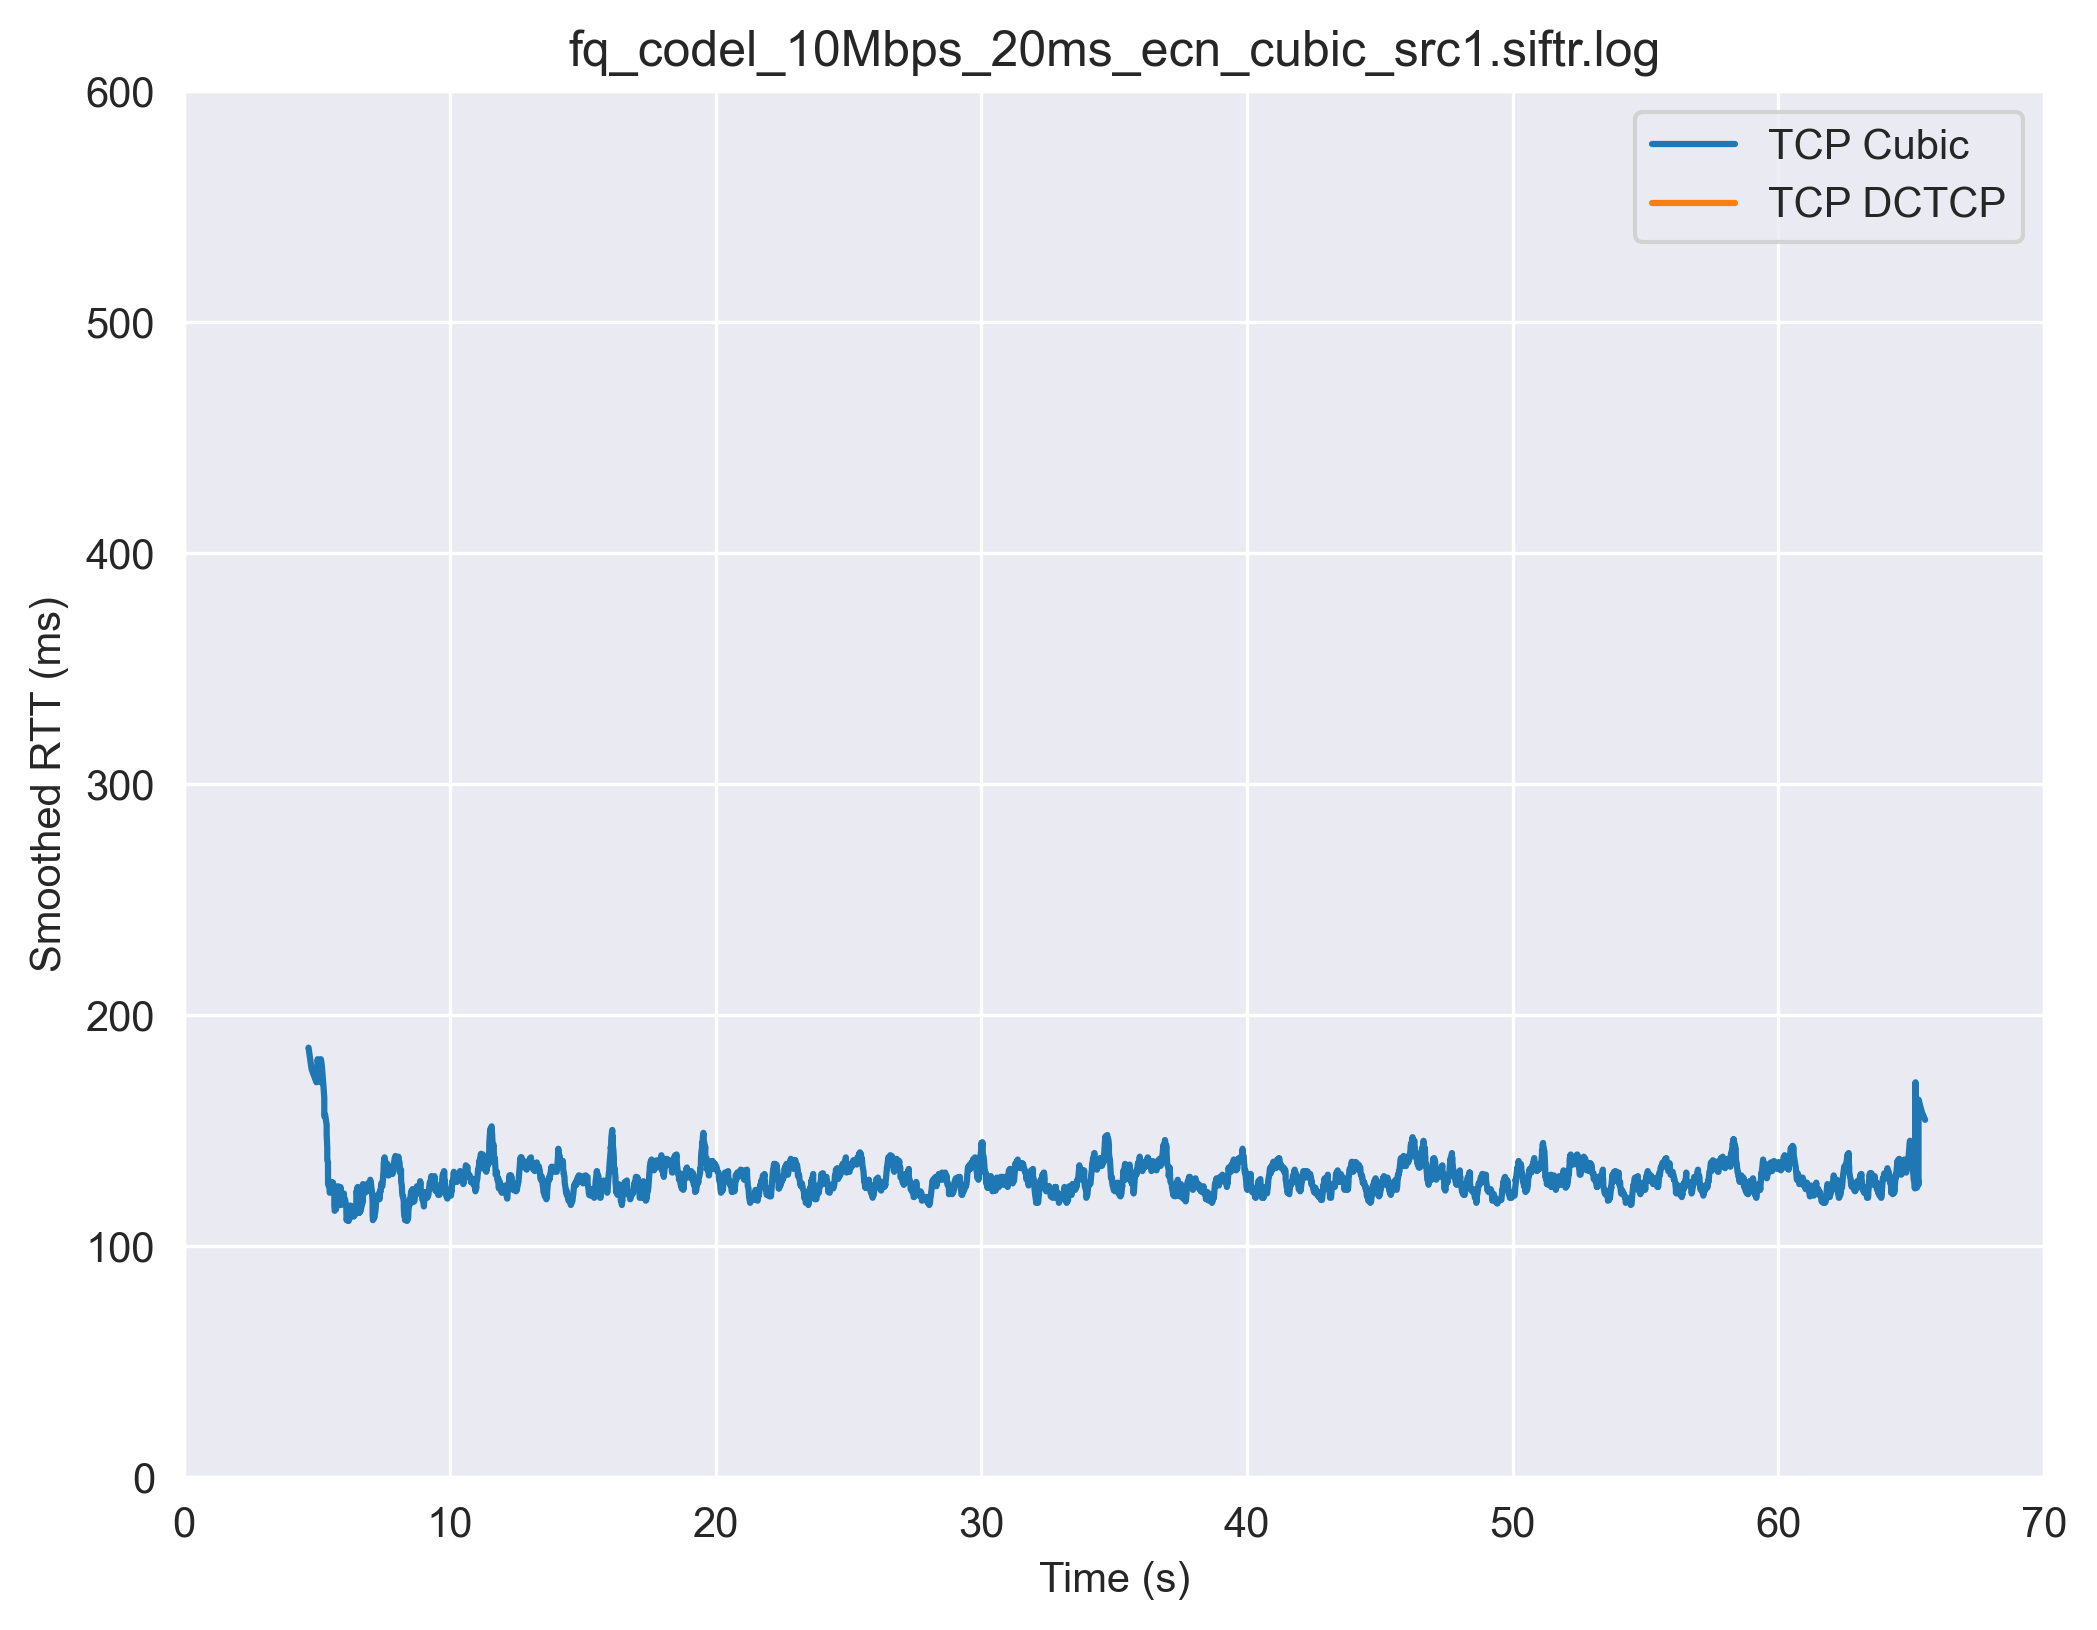 fq_codel_10Mbps_20ms_ecn_cubic_src1.siftr.log
TCP Cubic
TCP DCTCP
Smoothed RTT (ms)
600
500
400
300
200
100
0
0 10 20 30 40 50 60 70
Time (s)